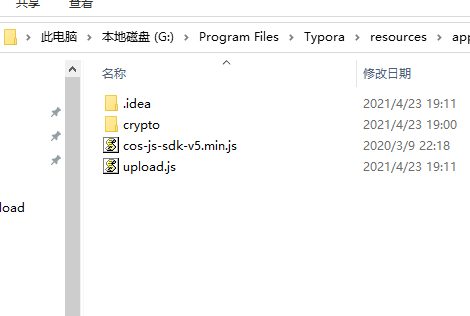 共享 查看
此电脑 > 本地磁盘 (G:) > Program Files > Typora > resources > app
名称 修改日期
.idea 2021/4/23 19:11
crypto 2021/4/23 19:00
cos-js-sdk-v5.min.js 2020/3/9 22:18
upload.js 2021/4/23 19:11
load